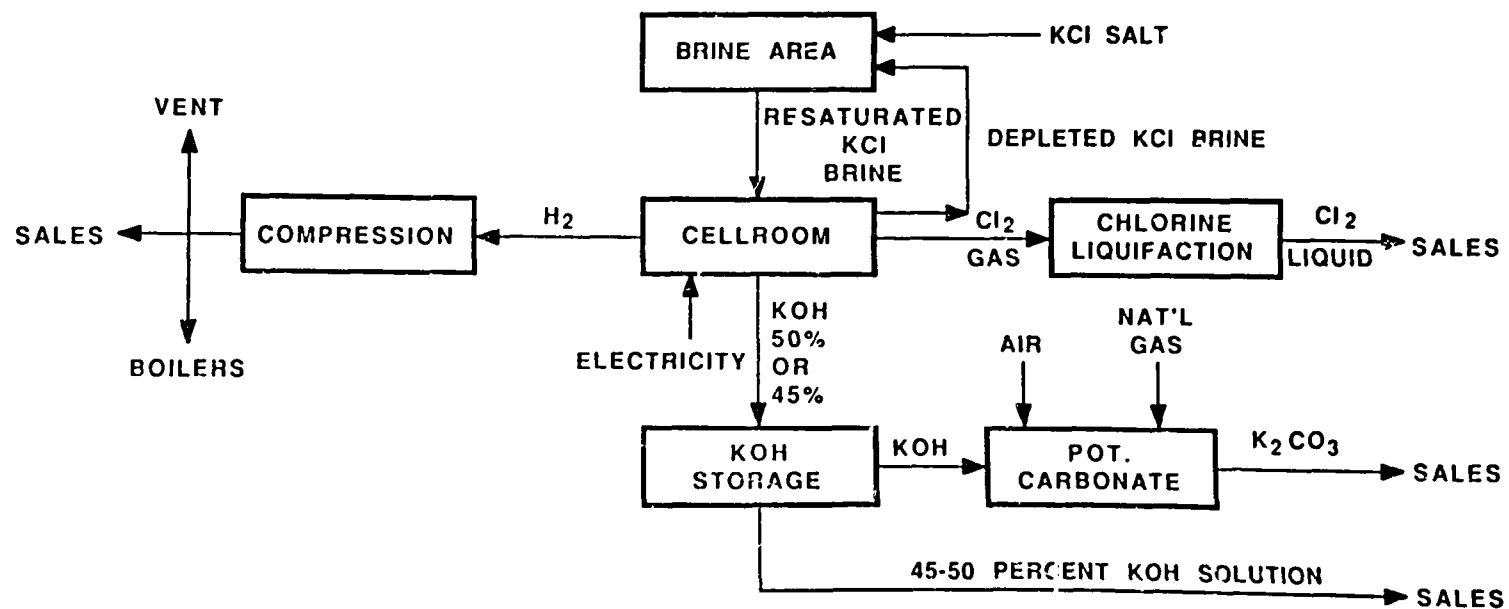 BRINE AREA
KCl SALT
VENT
RESATURATED
KCl
BRINE
DEPLETED KCl BRINE
SALES
COMPRESSION
H2
CELLROOM
Cl2
GAS
CHLORINE
LIQUIFACTION
Cl2
LIQUID
SALES
BOILERS
ELECTRICITY
KOH
50%
OR
45%
AIR
NAT'L
GAS
KOH
STORAGE
KOH
POT.
CARBONATE
K2CO3
SALES
45-50 PERCENT KOH SOLUTION
SALES